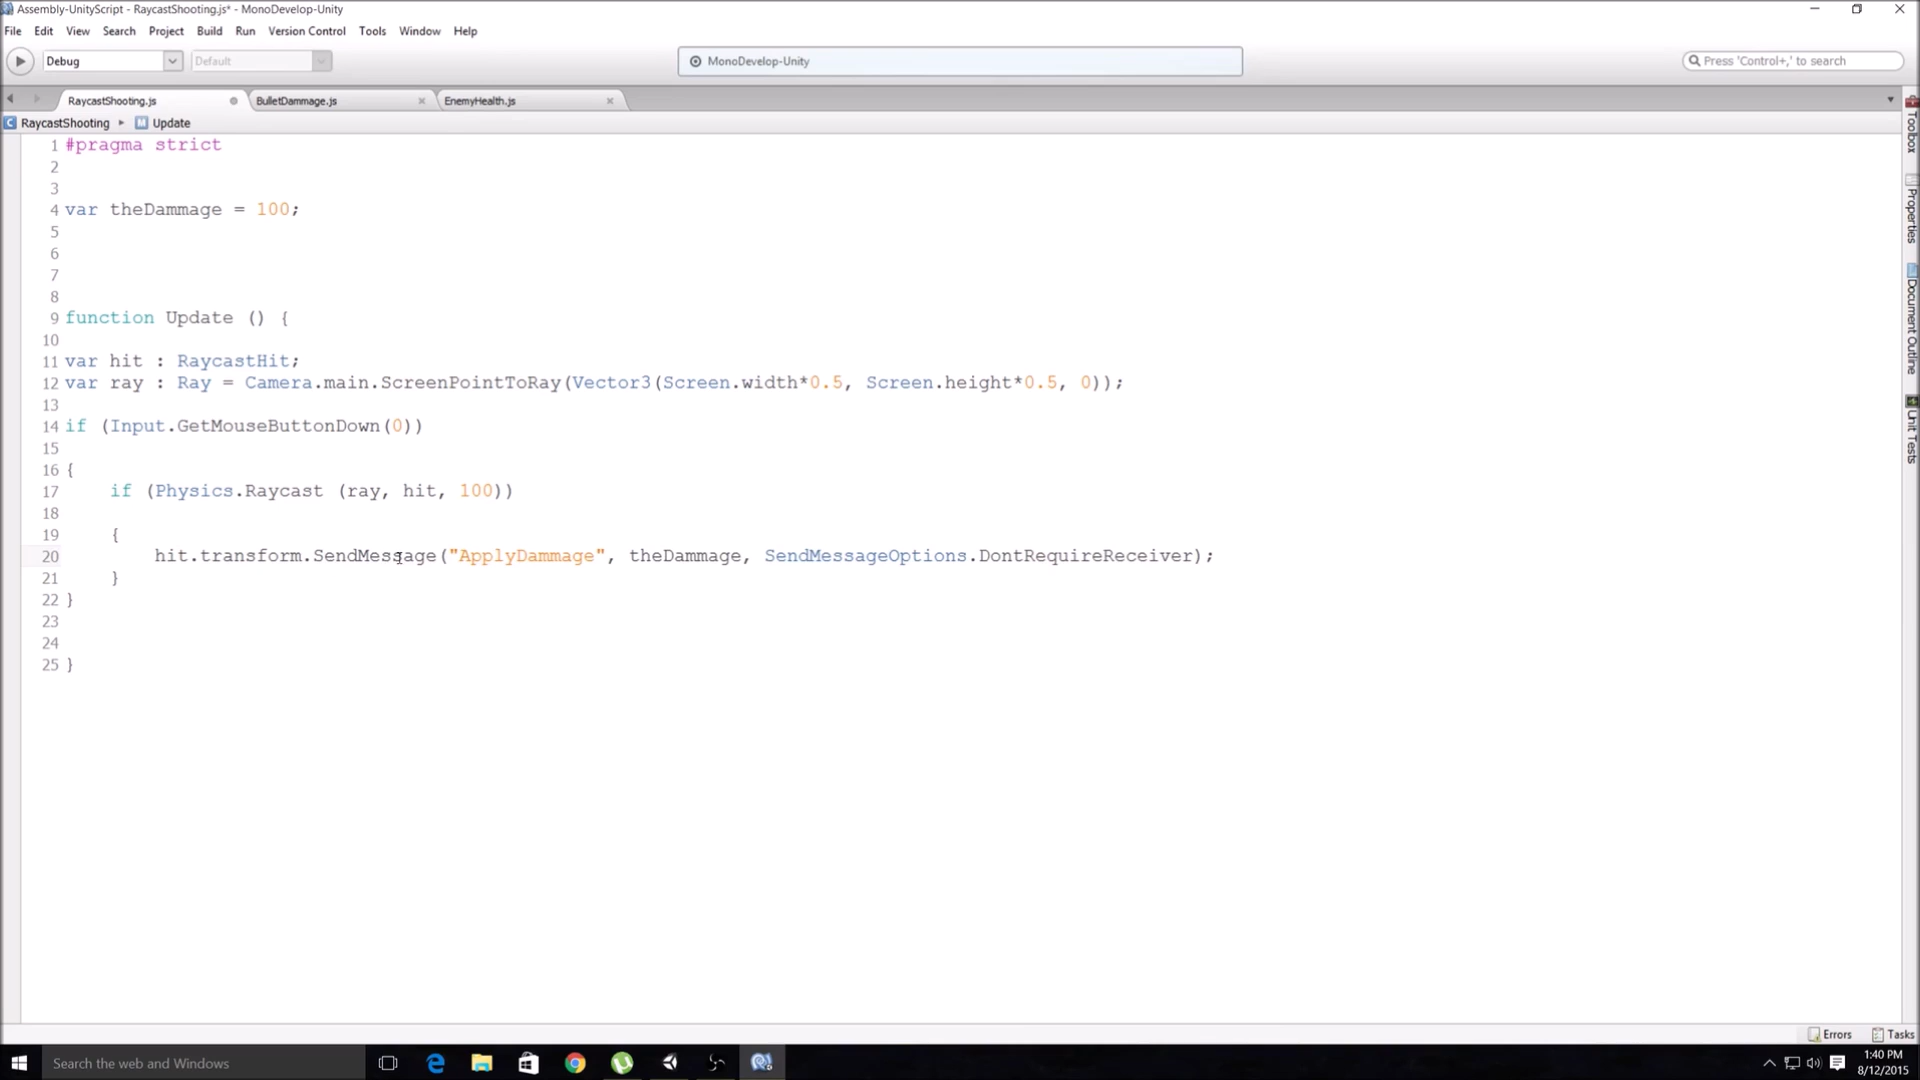 Assembly-UnityScript - RaycastShooting.js* - MonoDevelop-Unity
File Edit View Search Project Build Run Version Control Tools Window Help
Debug Default MonoDevelop-Unity Press 'Control+,' to search
RaycastShooting.js BulletDammage.js EnemyHealth.js
RaycastShooting Update
1 #pragma strict
2
3
4 var theDammage = 100;
5
6
7
8
9 function Update () {
10
11 var hit : RaycastHit;
12 var ray : Ray = Camera.main.ScreenPointToRay(Vector3(Screen.width*0.5, Screen.height*0.5, 0));
13
14 if (Input.GetMouseButtonDown(0))
15
16 {
17 if (Physics.Raycast (ray, hit, 100))
18
19 {
20 hit.transform.SendMessage("ApplyDammage", theDammage, SendMessageOptions.DontRequireReceiver);
21 }
22 }
23
24
25 }
Toolbox
Properties
Document Outline
Unit Tests
Errors Tasks
Search the web and Windows
1:40 PM
8/12/2015